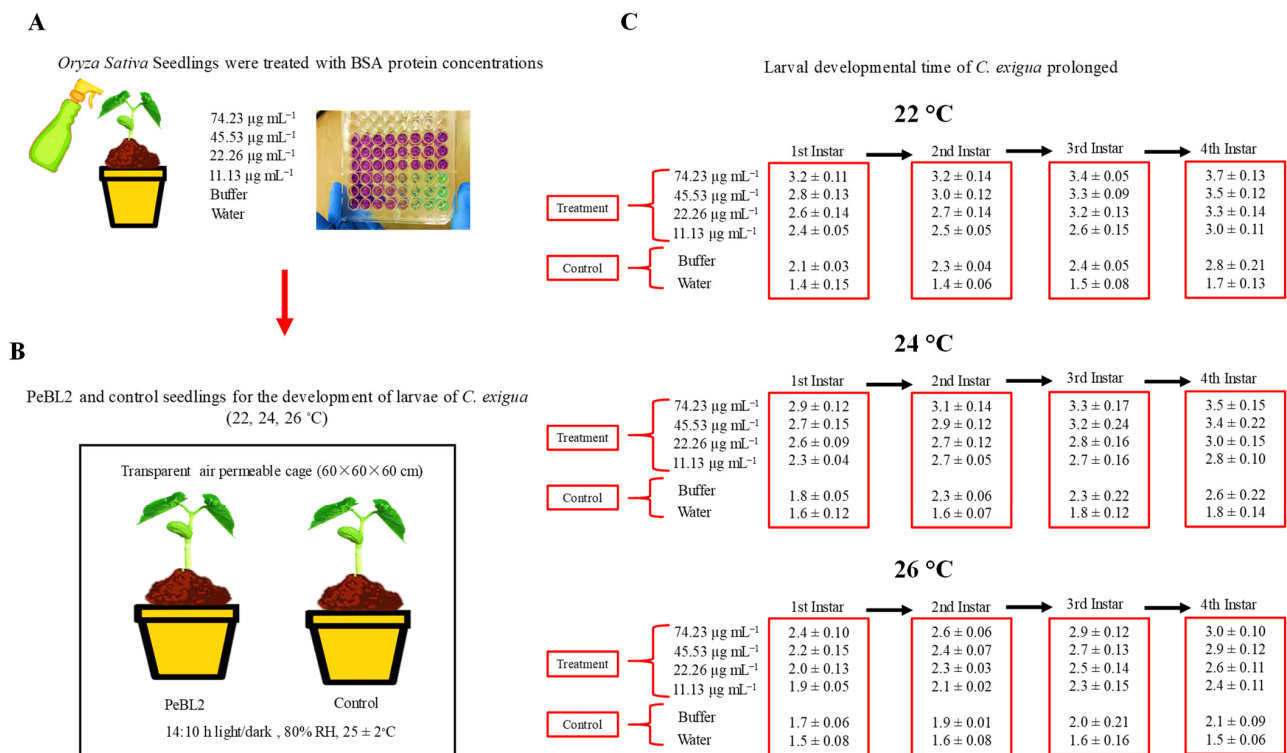 A
Oryza Sativa Seedlings were treated with BSA protein concentrations
74.23 µg mL⁻¹
45.53 µg mL⁻¹
22.26 µg mL⁻¹
11.13 µg mL⁻¹
Buffer
Water
B
PeBL2 and control seedlings for the development of larvae of C. exigua
(22, 24, 26 °C)
Transparent air permeable cage (60×60×60 cm)
PeBL2 Control
14:10 h light/dark , 80% RH, 25 ± 2°C
C
Larval developmental time of C. exigua prolonged
22 °C
1st Instar 2nd Instar 3rd Instar 4th Instar
Treatment
74.23 µg mL⁻¹ 3.2 ± 0.11 3.2 ± 0.14 3.4 ± 0.05 3.7 ± 0.13
45.53 µg mL⁻¹ 2.8 ± 0.13 3.0 ± 0.12 3.3 ± 0.09 3.5 ± 0.12
22.26 µg mL⁻¹ 2.6 ± 0.14 2.7 ± 0.14 3.2 ± 0.13 3.3 ± 0.14
11.13 µg mL⁻¹ 2.4 ± 0.05 2.5 ± 0.05 2.6 ± 0.15 3.0 ± 0.11
Control
Buffer 2.1 ± 0.03 2.3 ± 0.04 2.4 ± 0.05 2.8 ± 0.21
Water 1.4 ± 0.15 1.4 ± 0.06 1.5 ± 0.08 1.7 ± 0.13
24 °C
1st Instar 2nd Instar 3rd Instar 4th Instar
Treatment
74.23 µg mL⁻¹ 2.9 ± 0.12 3.1 ± 0.14 3.3 ± 0.17 3.5 ± 0.15
45.53 µg mL⁻¹ 2.7 ± 0.15 2.9 ± 0.12 3.2 ± 0.24 3.4 ± 0.22
22.26 µg mL⁻¹ 2.6 ± 0.09 2.7 ± 0.12 2.8 ± 0.16 3.0 ± 0.15
11.13 µg mL⁻¹ 2.3 ± 0.04 2.7 ± 0.05 2.7 ± 0.16 2.8 ± 0.10
Control
Buffer 1.8 ± 0.05 2.3 ± 0.06 2.3 ± 0.22 2.6 ± 0.22
Water 1.6 ± 0.12 1.6 ± 0.07 1.8 ± 0.12 1.8 ± 0.14
26 °C
1st Instar 2nd Instar 3rd Instar 4th Instar
Treatment
74.23 µg mL⁻¹ 2.4 ± 0.10 2.6 ± 0.06 2.9 ± 0.12 3.0 ± 0.10
45.53 µg mL⁻¹ 2.2 ± 0.15 2.4 ± 0.07 2.7 ± 0.13 2.9 ± 0.12
22.26 µg mL⁻¹ 2.0 ± 0.13 2.3 ± 0.03 2.5 ± 0.14 2.6 ± 0.11
11.13 µg mL⁻¹ 1.9 ± 0.05 2.1 ± 0.02 2.3 ± 0.15 2.4 ± 0.11
Control
Buffer 1.7 ± 0.06 1.9 ± 0.01 2.0 ± 0.21 2.1 ± 0.09
Water 1.5 ± 0.08 1.6 ± 0.08 1.6 ± 0.16 1.5 ± 0.06